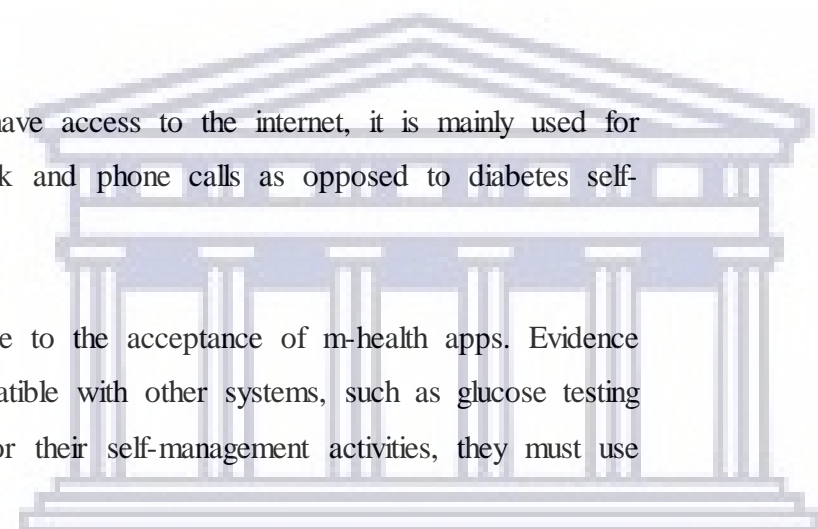 have access to the internet, it is mainly used for
k and phone calls as opposed to diabetes self-
e to the acceptance of m-health apps. Evidence
atible with other systems, such as glucose testing
or their self-management activities, they must use